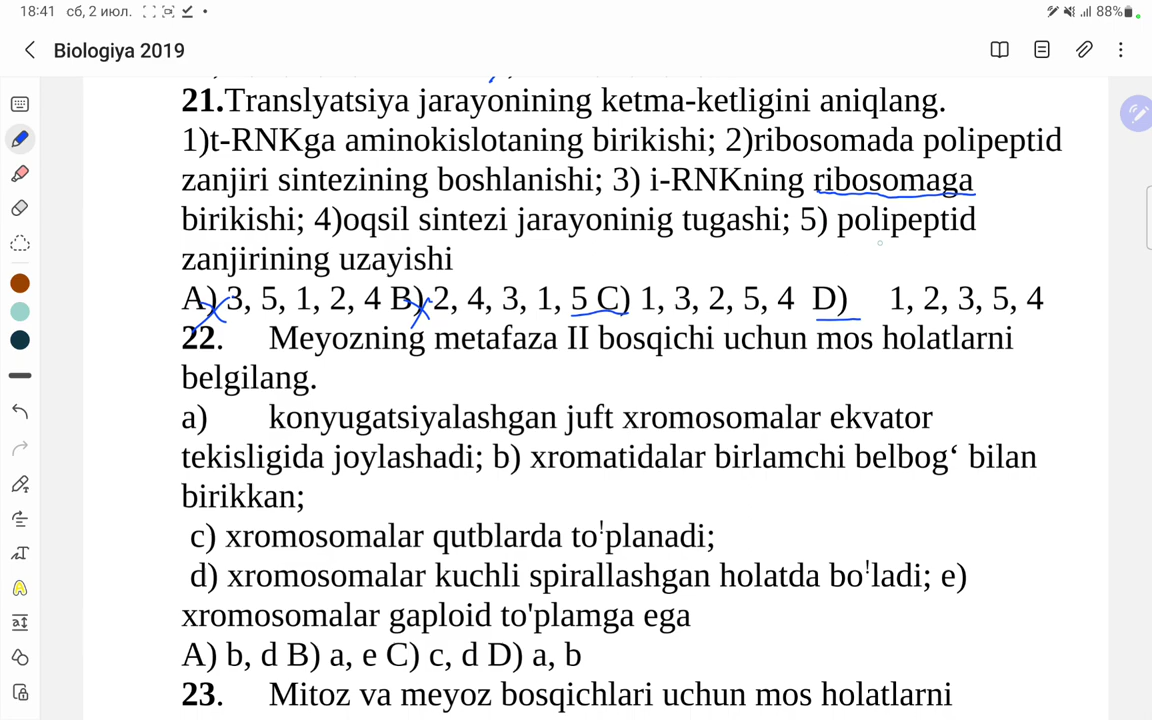 18:41 сб, 2 июл. 88%
Biologiya 2019
21.Translyatsiya jarayonining ketma-ketligini aniqlang.
1)t-RNKga aminokislotaning birikishi; 2)ribosomada polipeptid
zanjiri sintezining boshlanishi; 3) i-RNKning ribosomaga
birikishi; 4)oqsil sintezi jarayoninig tugashi; 5) polipeptid
zanjirining uzayishi
A) 3, 5, 1, 2, 4 B) 2, 4, 3, 1, 5 C) 1, 3, 2, 5, 4 D) 1, 2, 3, 5, 4
22. Meyozning metafaza II bosqichi uchun mos holatlarni
belgilang.
a) konyugatsiyalashgan juft xromosomalar ekvator
tekisligida joylashadi; b) xromatidalar birlamchi belbog‘ bilan
birikkan;
c) xromosomalar qutblarda to'planadi;
d) xromosomalar kuchli spirallashgan holatda bo'ladi; e)
xromosomalar gaploid to'plamga ega
A) b, d B) a, e C) c, d D) a, b
23. Mitoz va meyoz bosqichlari uchun mos holatlarni